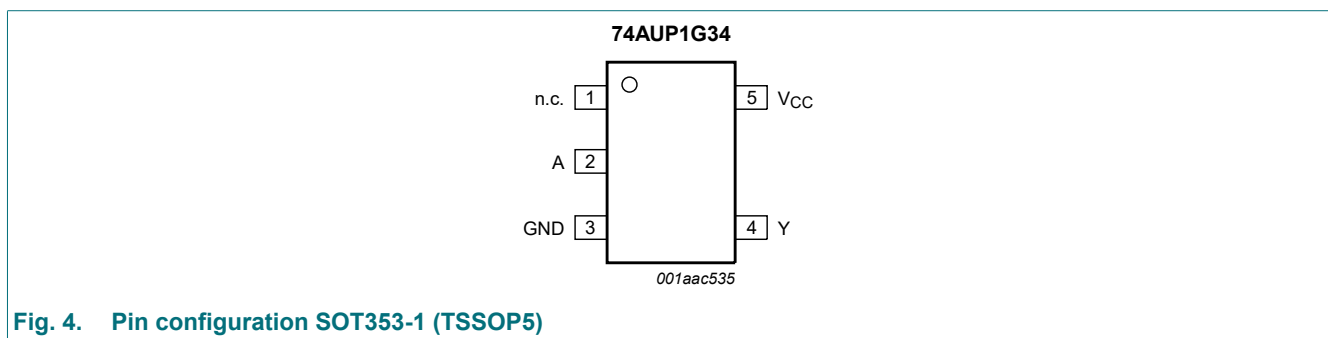 74AUP1G34
n.c. 1 5 VCC
A 2
GND 3 4 Y
001aac535
Fig. 4. Pin configuration SOT353-1 (TSSOP5)